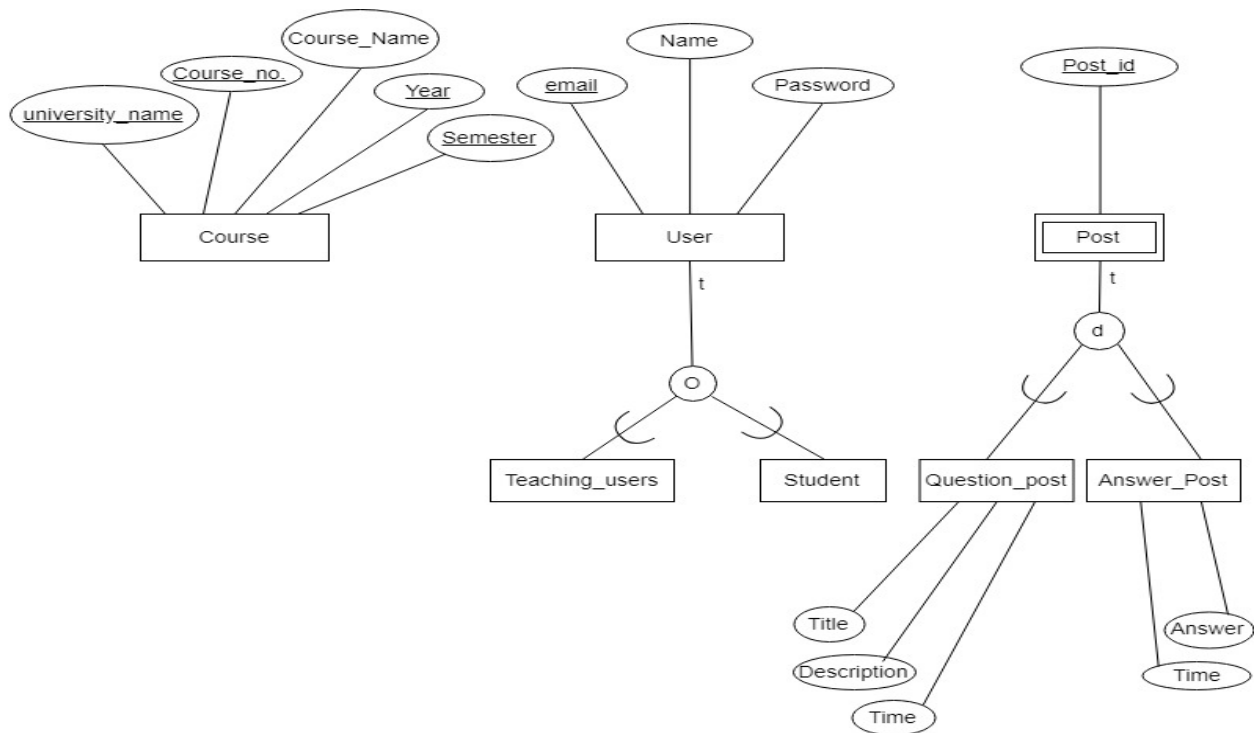 Course_Name
Name
Post_id
Course_no.
email
Password
Year
university_name
Semester
Course
User
Post
t
t
d
O
Teaching_users
Student
Question_post
Answer_Post
Title
Answer
Description
Time
Time